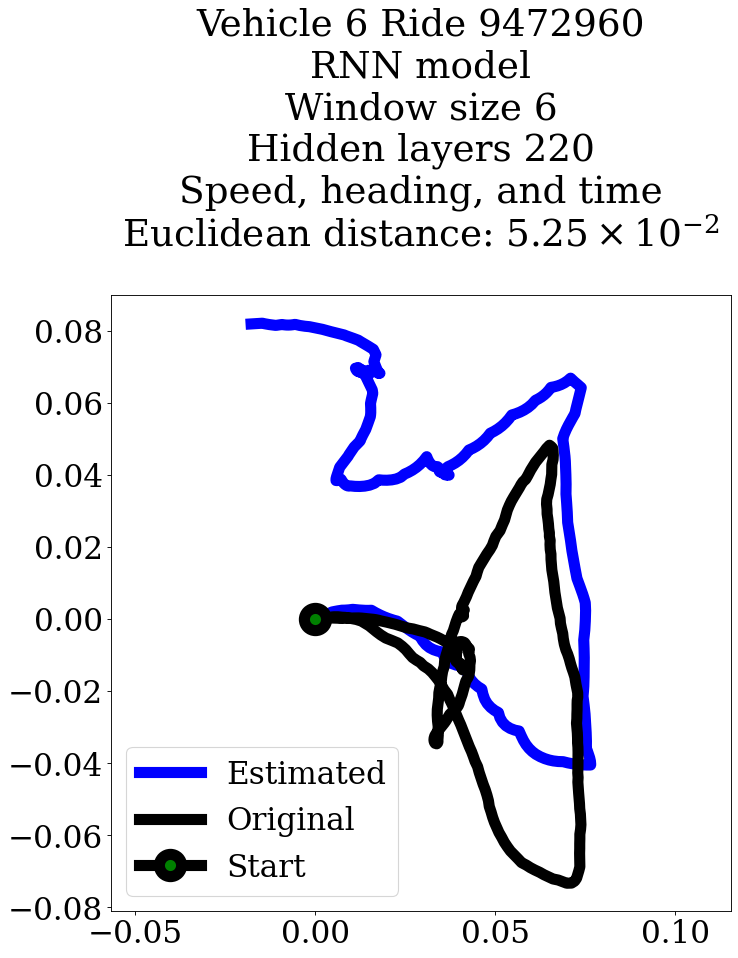 Vehicle 6 Ride 9472960
RNN model
Window size 6
Hidden layers 220
Speed, heading, and time
Euclidean distance: 5.25 × 10⁻²
0.08
0.06
0.04
0.02
0.00
−0.02
−0.04
−0.06
−0.08
Estimated
Original
Start
−0.05
0.00
0.05
0.10